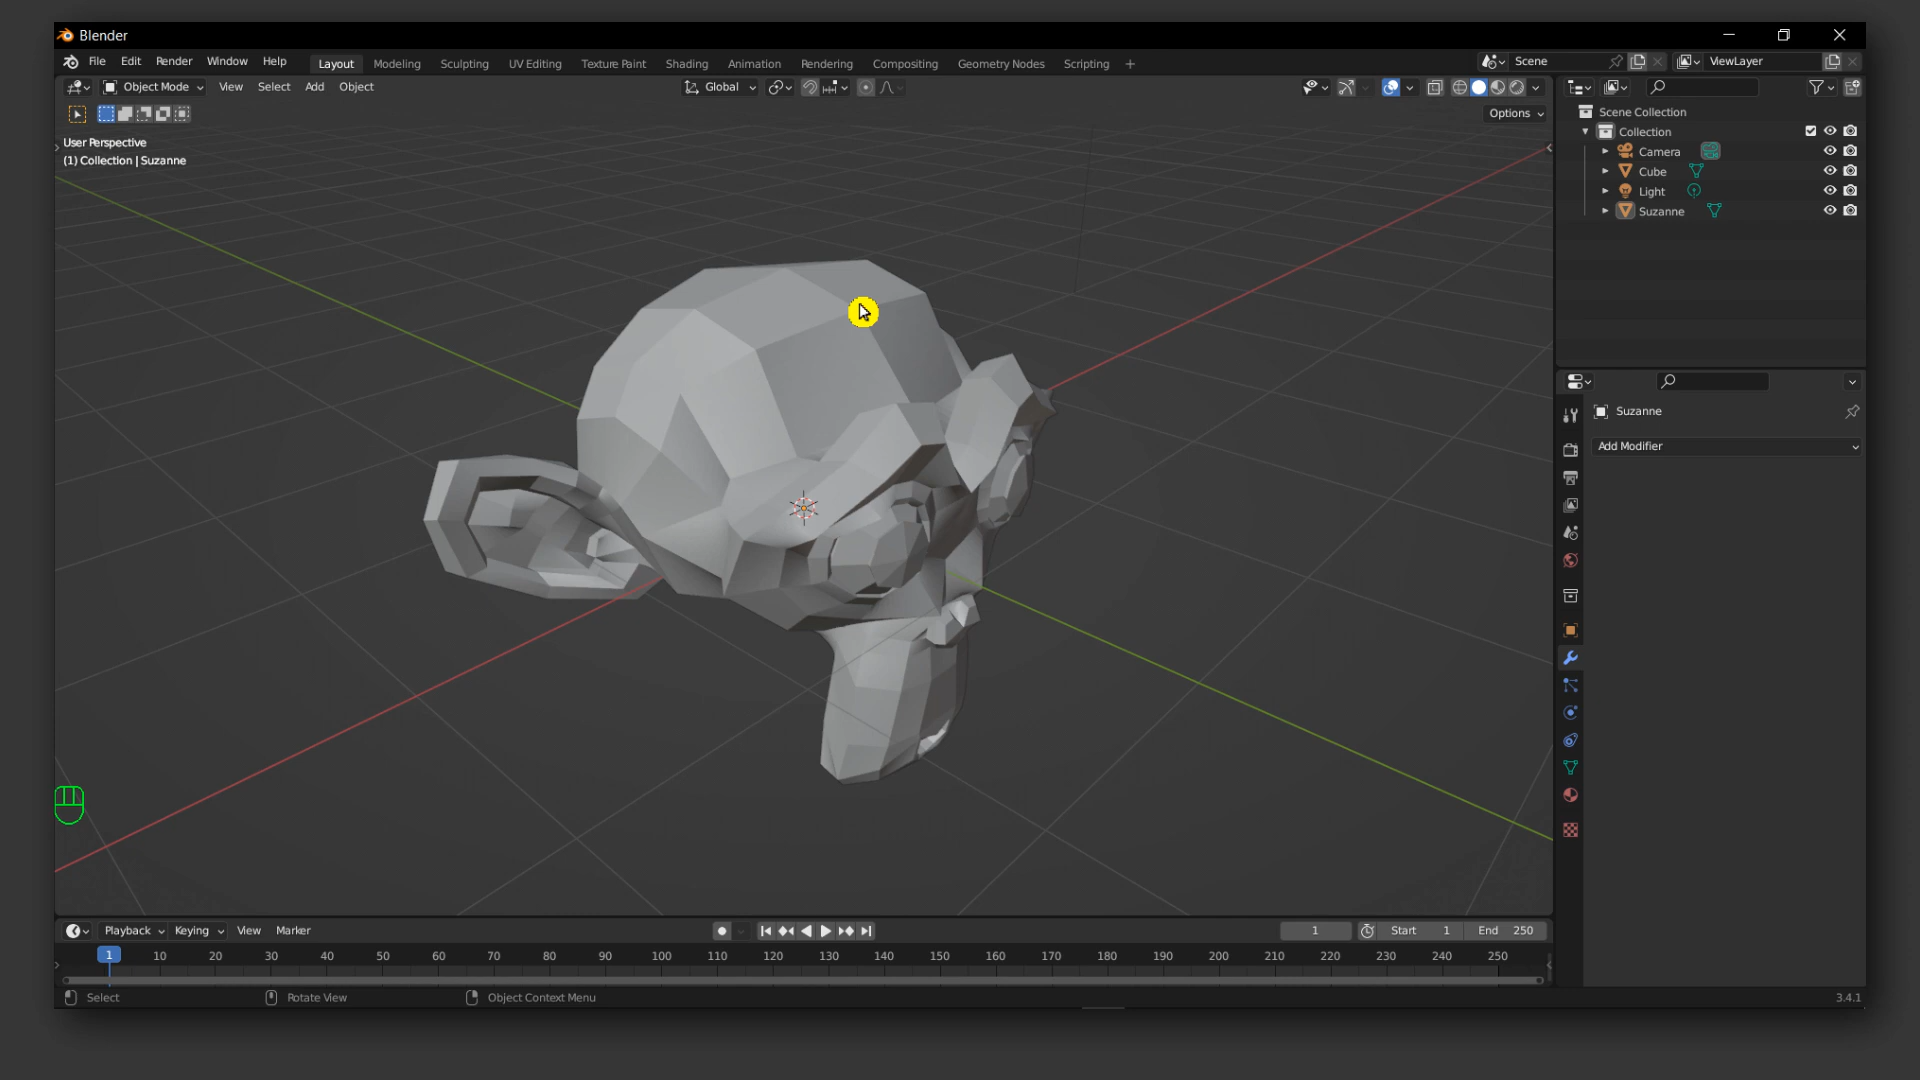 Blender
File Edit Render Window Help Layout Modeling Sculpting UV Editing Texture Paint Shading Animation Rendering Compositing Geometry Nodes Scripting + Scene ViewLayer
Object Mode View Select Add Object Global
Options
User Perspective
(1) Collection | Suzanne
Scene Collection
Collection
Camera
Cube
Light
Suzanne
Suzanne
Add Modifier
Playback Keying View Marker 1 Start 1 End 250
1 10 20 30 40 50 60 70 80 90 100 110 120 130 140 150 160 170 180 190 200 210 220 230 240 250
Select Rotate View Object Context Menu 3.4.1